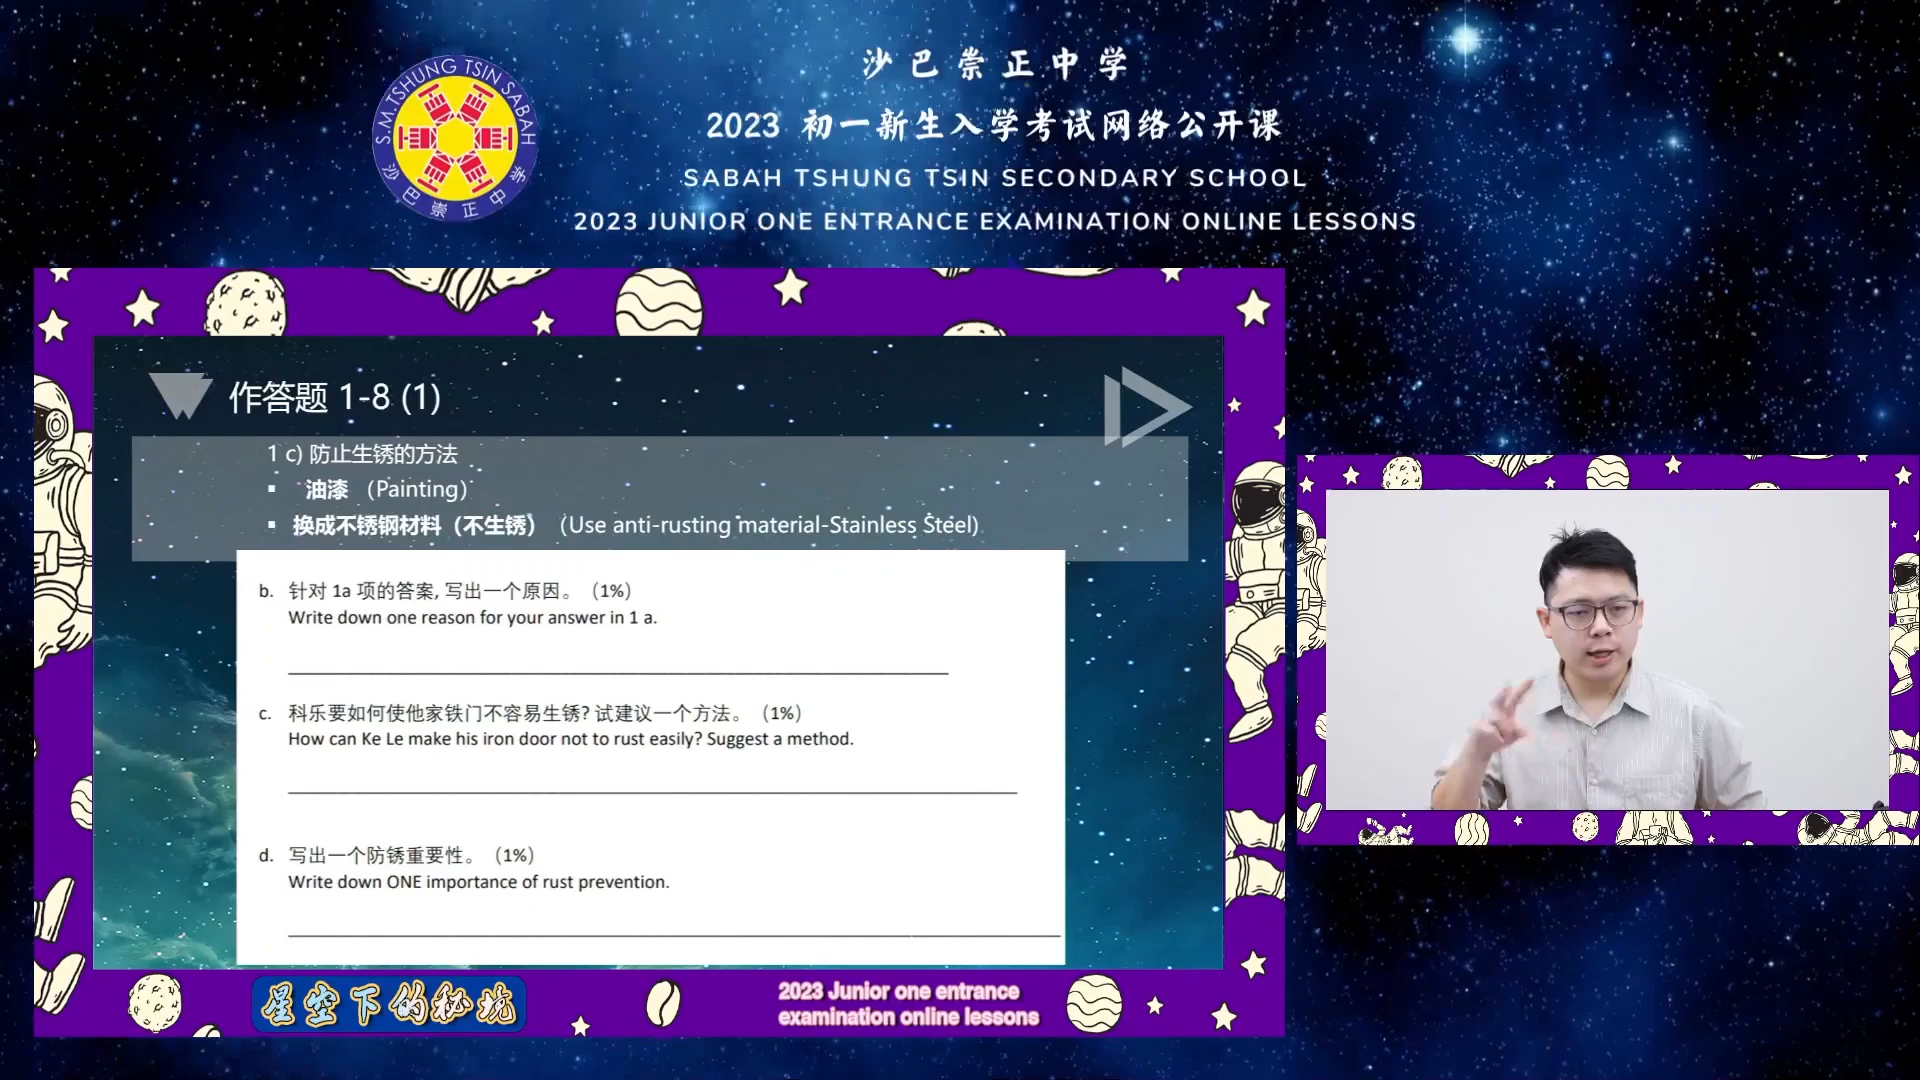 S.M. TSHUNG TSIN SABAH
沙巴崇正中学
沙巴崇正中学
2023 初一新生入学考试网络公开课
SABAH TSHUNG TSIN SECONDARY SCHOOL
2023 JUNIOR ONE ENTRANCE EXAMINATION ONLINE LESSONS
作答题 1-8 (1)
1 c) 防止生锈的方法
▪ 油漆 （Painting）
▪ 换成不锈钢材料（不生锈）（Use anti-rusting material-Stainless Steel)
b. 针对 1a 项的答案, 写出一个原因。（1%）
Write down one reason for your answer in 1 a.
c. 科乐要如何使他家铁门不容易生锈? 试建议一个方法。（1%）
How can Ke Le make his iron door not to rust easily? Suggest a method.
d. 写出一个防锈重要性。（1%）
Write down ONE importance of rust prevention.
星空下的秘境
2023 Junior one entrance
examination online lessons